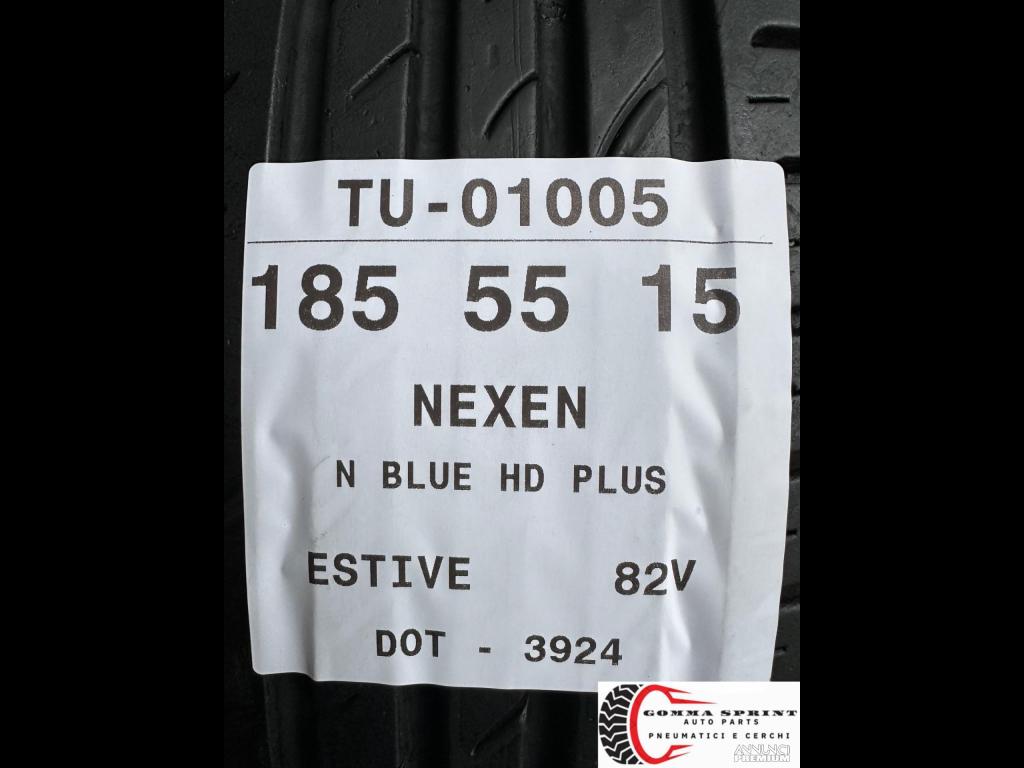 TU-01005
185 55 15
NEXEN
N BLUE HD PLUS
ESTIVE 82V
DOT - 3924
GOMMA SPRINT
AUTO PARTS
PNEUMATICI E CERCHI
ANNUNCI
PREMIUM